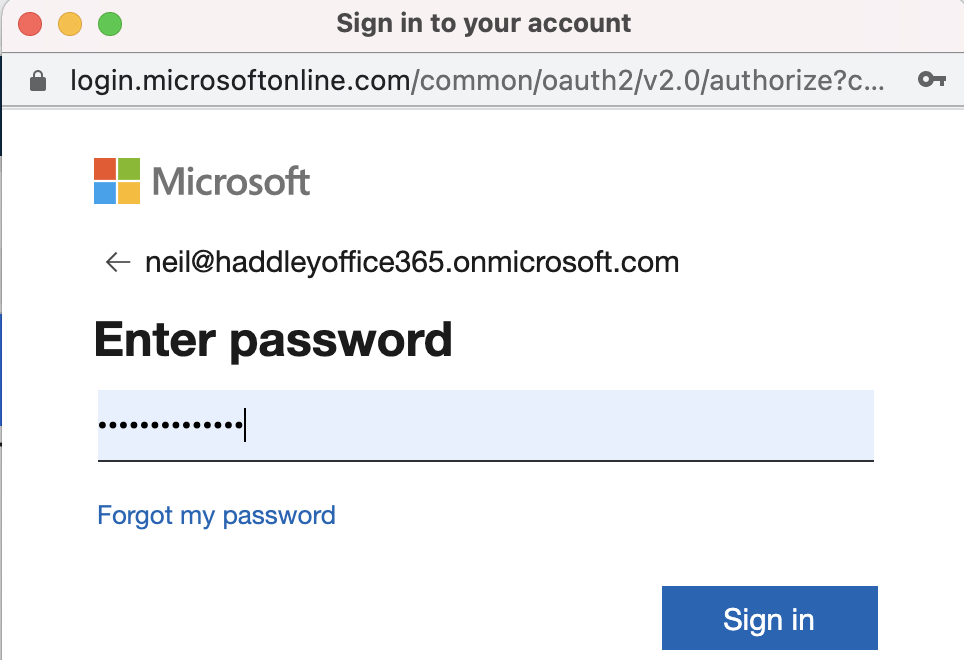 Sign in to your account
login.microsoftonline.com/common/oauth2/v2.0/authorize?c...
Microsoft
neil@haddleyoffice365.onmicrosoft.com
Enter password
••••••••••••••
Forgot my password
Sign in